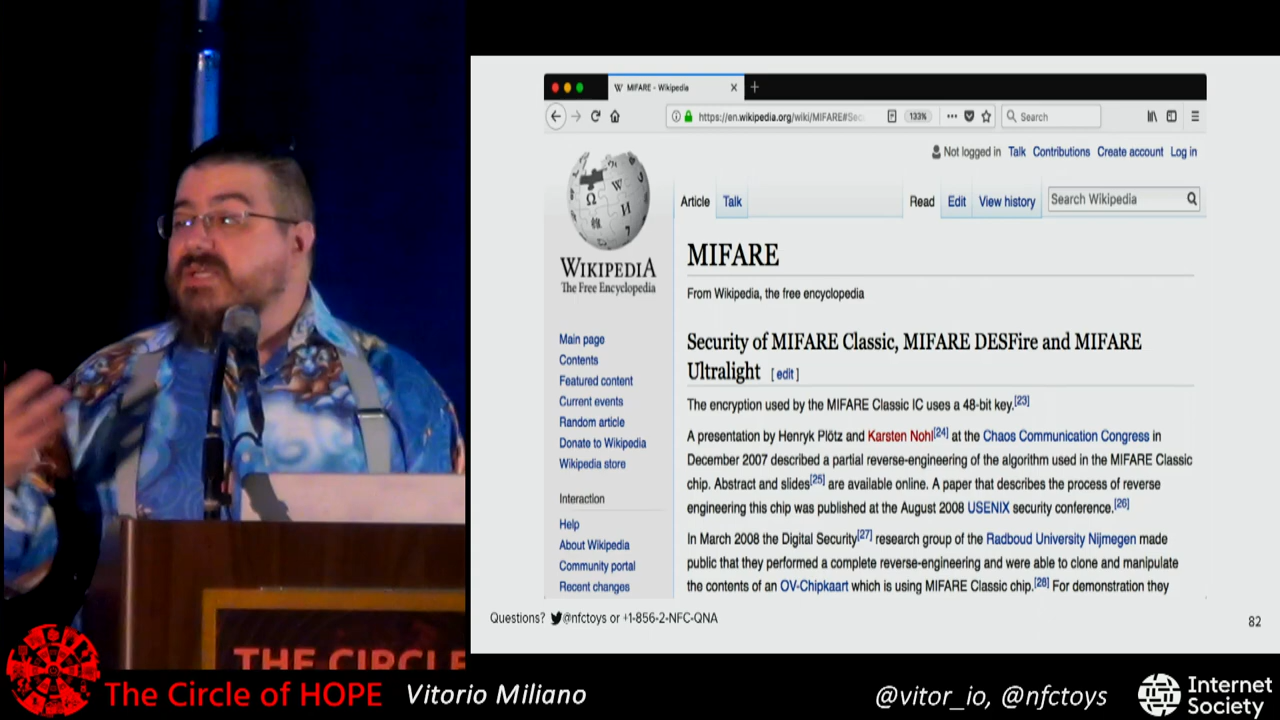 MIFARE - Wikipedia
https://en.wikipedia.org/wiki/MIFARE#Sec
133%
Search
Not logged in Talk Contributions Create account Log in
Article Talk Read Edit View history Search Wikipedia
WIKIPEDIA
The Free Encyclopedia
Main page
Contents
Featured content
Current events
Random article
Donate to Wikipedia
Wikipedia store
Interaction
Help
About Wikipedia
Community portal
Recent changes
MIFARE
From Wikipedia, the free encyclopedia
Security of MIFARE Classic, MIFARE DESFire and MIFARE
Ultralight [ edit ]
The encryption used by the MIFARE Classic IC uses a 48-bit key.[23]
A presentation by Henryk Plötz and Karsten Nohl[24] at the Chaos Communication Congress in
December 2007 described a partial reverse-engineering of the algorithm used in the MIFARE Classic
chip. Abstract and slides[25] are available online. A paper that describes the process of reverse
engineering this chip was published at the August 2008 USENIX security conference.[26]
In March 2008 the Digital Security[27] research group of the Radboud University Nijmegen made
public that they performed a complete reverse-engineering and were able to clone and manipulate
the contents of an OV-Chipkaart which is using MIFARE Classic chip.[28] For demonstration they
Questions? @nfctoys or +1-856-2-NFC-QNA
82
THE CIRCLE
The Circle of HOPE Vitorio Miliano
@vitor_io, @nfctoys
Internet
Society